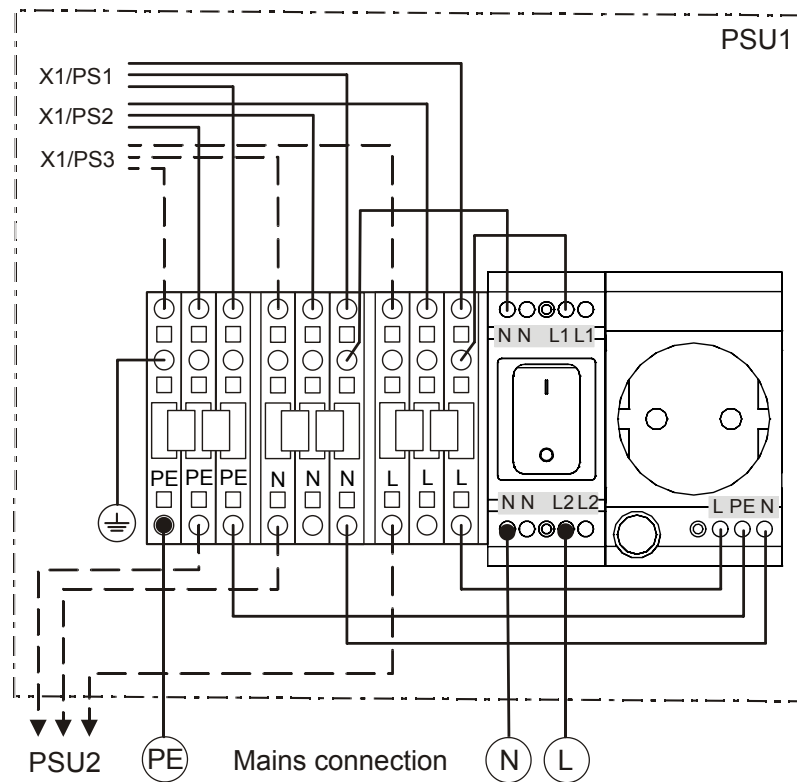 PSU1
X1/PS1
X1/PS2
X1/PS3
N N L1 L1
I
PE PE PE N N N L L L
N N L2 L2
L PE N
PSU2 PE Mains connection N L